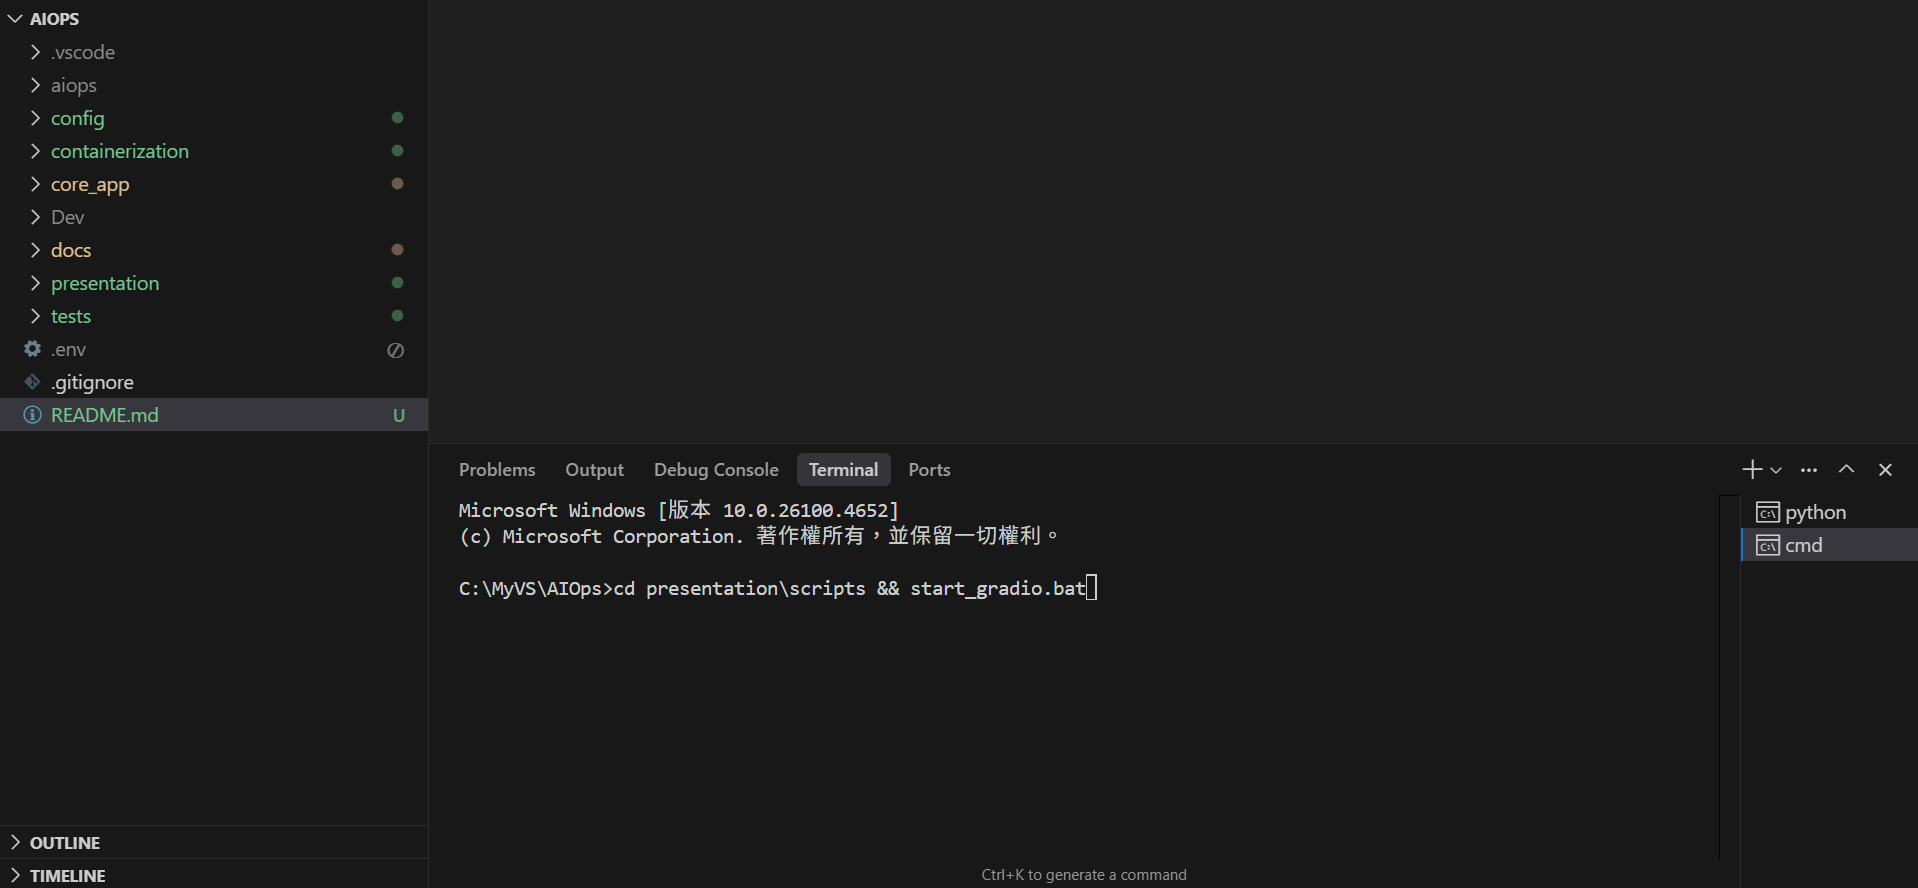 AIOPS
.vscode
aiops
config
containerization
core_app
Dev
docs
presentation
tests
.env
.gitignore
README.md U
OUTLINE
TIMELINE
Problems Output Debug Console Terminal Ports
Microsoft Windows [版本 10.0.26100.4652]
(c) Microsoft Corporation. 著作權所有，並保留一切權利。
C:\MyVS\AIOps>cd presentation\scripts && start_gradio.bat
python
cmd
Ctrl+K to generate a command